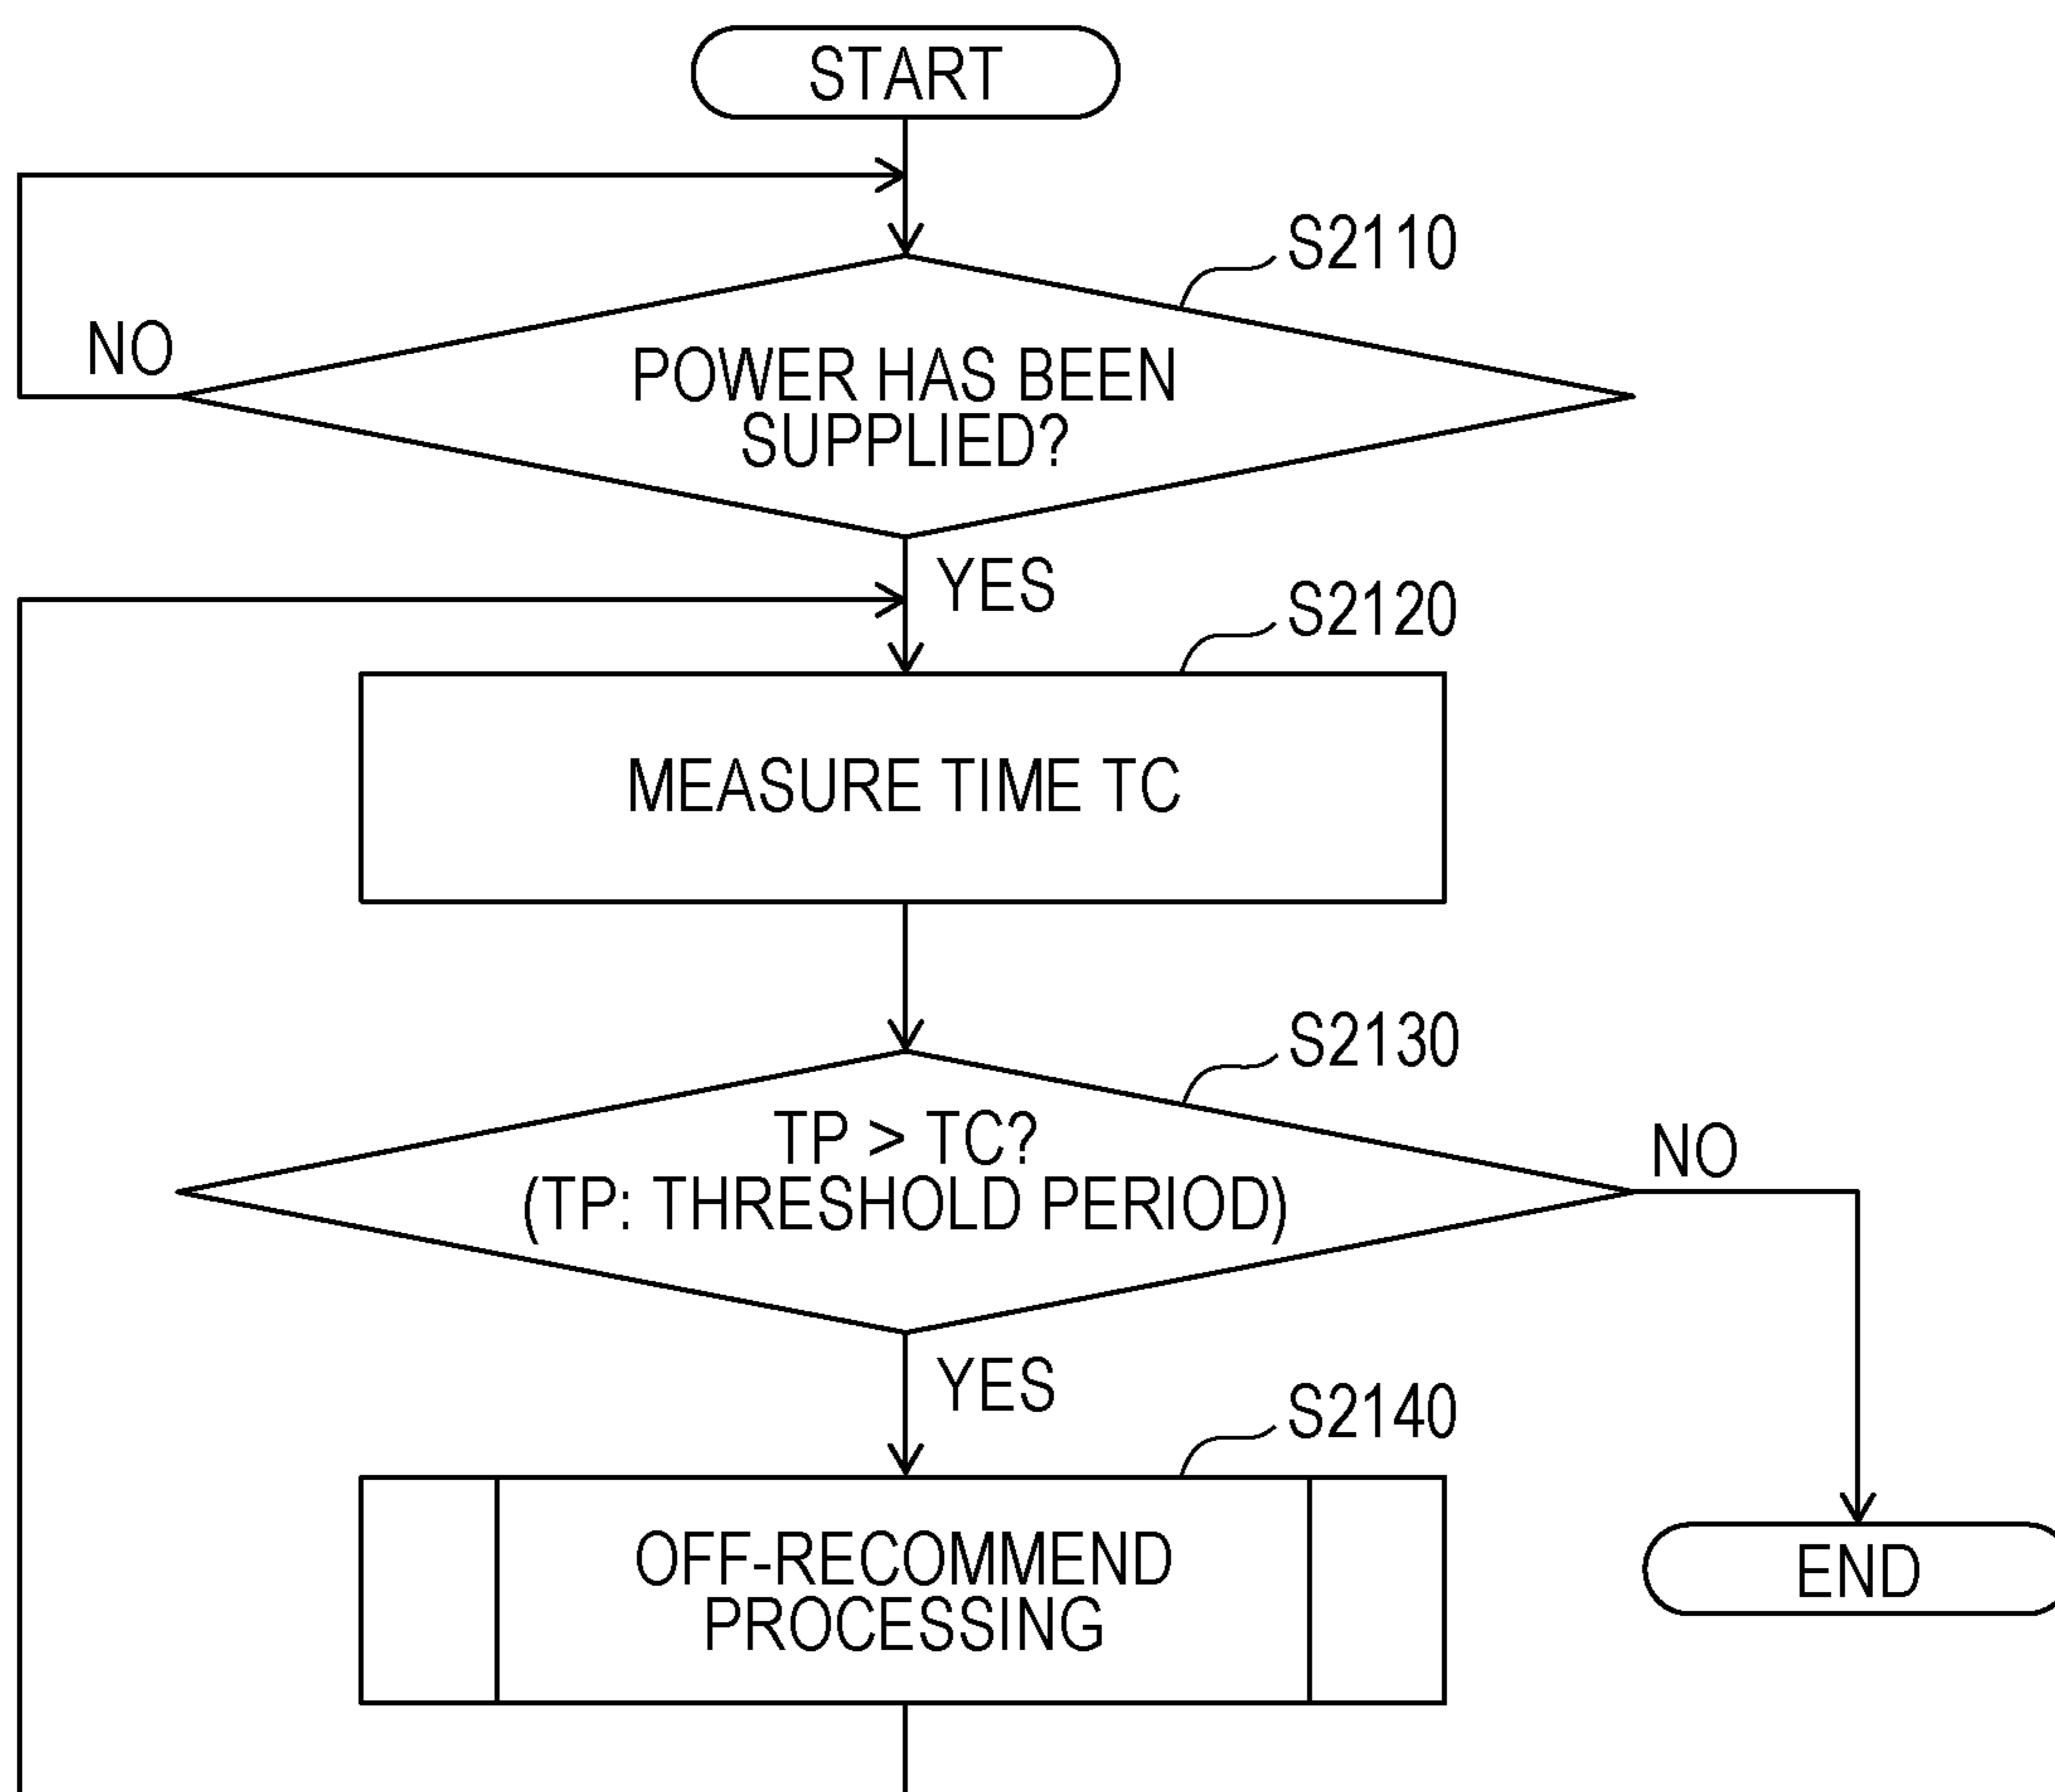 START
S2110
NO
POWER HAS BEEN
SUPPLIED?
YES
S2120
MEASURE TIME TC
S2130
TP > TC?
(TP: THRESHOLD PERIOD)
NO
YES
S2140
OFF-RECOMMEND
PROCESSING
END